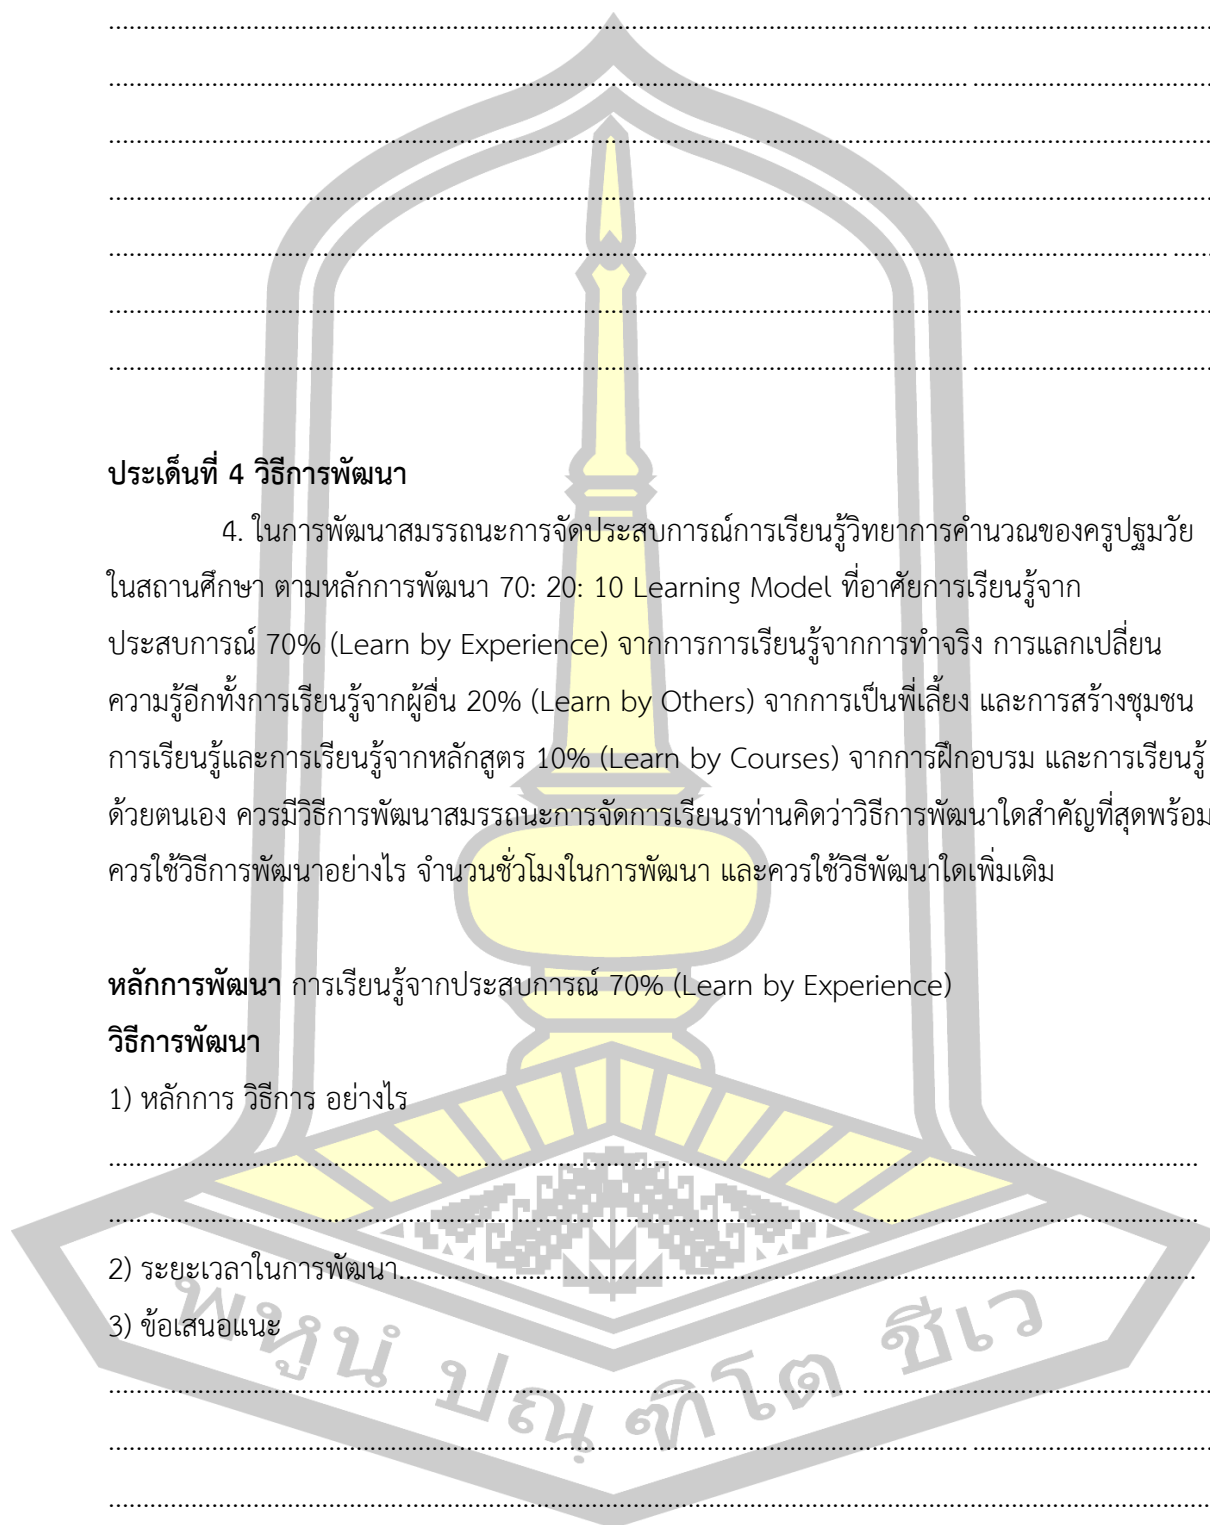 ประเด็นที่ 4 วิธีการพัฒนา
4. ในการพัฒนาสมรรถนะการจัดประสบการณ์การเรียนรู้วิทยาการคำนวณของครูปฐมวัย
ในสถานศึกษา ตามหลักการพัฒนา 70: 20: 10 Learning Model ที่อาศัยการเรียนรู้จาก
ประสบการณ์ 70% (Learn by Experience) จากการการเรียนรู้จากการทำจริง การแลกเปลี่ยน
ความรู้อีกทั้งการเรียนรู้จากผู้อื่น 20% (Learn by Others) จากการเป็นพี่เลี้ยง และการสร้างชุมชน
การเรียนรู้และการเรียนรู้จากหลักสูตร 10% (Learn by Courses) จากการฝึกอบรม และการเรียนรู้
ด้วยตนเอง ควรมีวิธีการพัฒนาสมรรถนะการจัดการเรียนรท่านคิดว่าวิธีการพัฒนาใดสำคัญที่สุดพร้อม
ควรใช้วิธีการพัฒนาอย่างไร จำนวนชั่วโมงในการพัฒนา และควรใช้วิธีพัฒนาใดเพิ่มเติม
หลักการพัฒนา การเรียนรู้จากประสบการณ์ 70% (Learn by Experience)
วิธีการพัฒนา
1) หลักการ วิธีการ อย่างไร
2) ระยะเวลาในการพัฒนา
3) ข้อเสนอแนะ
พหูนํ ปณฺฑิโต ชีเว